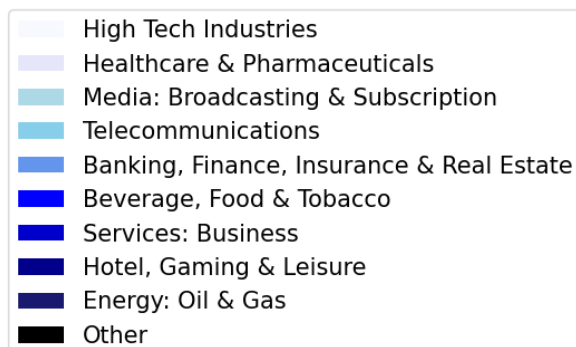 High Tech Industries
Healthcare & Pharmaceuticals
Media: Broadcasting & Subscription
Telecommunications
Banking, Finance, Insurance & Real Estate
Beverage, Food & Tobacco
Services: Business
Hotel, Gaming & Leisure
Energy: Oil & Gas
Other